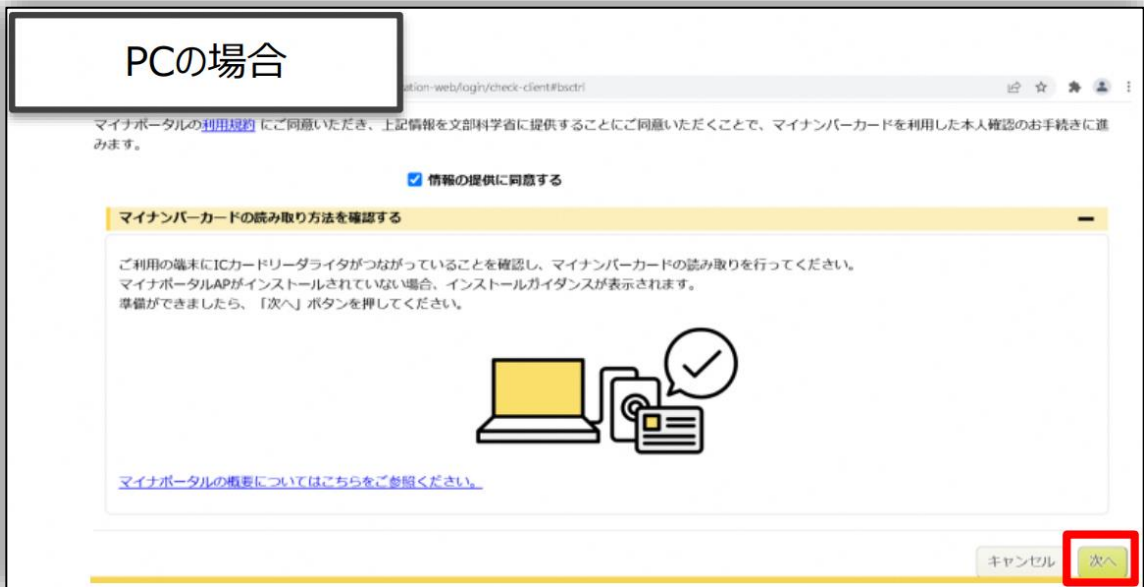 PCの場合
ation-web/login/check-client#bsctrl
マイナポータルの利用規約 にご同意いただき、上記情報を文部科学省に提供することにご同意いただくことで、マイナンバーカードを利用した本人確認のお手続きに進
みます。
情報の提供に同意する
マイナンバーカードの読み取り方法を確認する
ご利用の端末にICカードリーダライタがつながっていることを確認し、マイナンバーカードの読み取りを行ってください。
マイナポータルAPがインストールされていない場合、インストールガイダンスが表示されます。
準備ができましたら、「次へ」ボタンを押してください。
マイナポータルの概要についてはこちらをご参照ください。
キャンセル
次へ